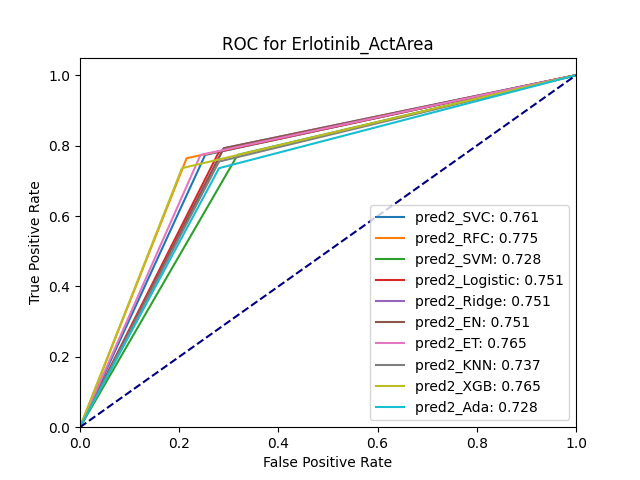 ROC for Erlotinib_ActArea
1.0
0.8
0.6
0.4
0.2
0.0
True Positive Rate
pred2_SVC: 0.761
pred2_RFC: 0.775
pred2_SVM: 0.728
pred2_Logistic: 0.751
pred2_Ridge: 0.751
pred2_EN: 0.751
pred2_ET: 0.765
pred2_KNN: 0.737
pred2_XGB: 0.765
pred2_Ada: 0.728
0.0 0.2 0.4 0.6 0.8 1.0
False Positive Rate